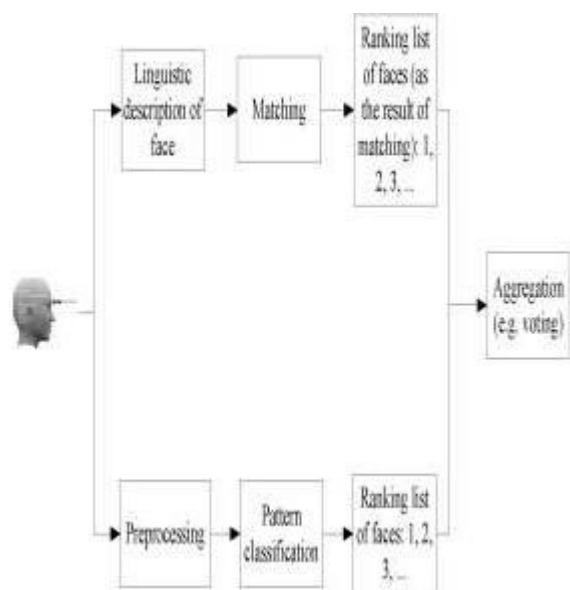 Linguistic
description of
face
Matching
Ranking list
of faces (as
the result of
matching): 1,
2, 3, ...
Aggregation
(e.g. voting)
Preprocessing
Pattern
classification
Ranking list
of faces: 1, 2,
3, ...